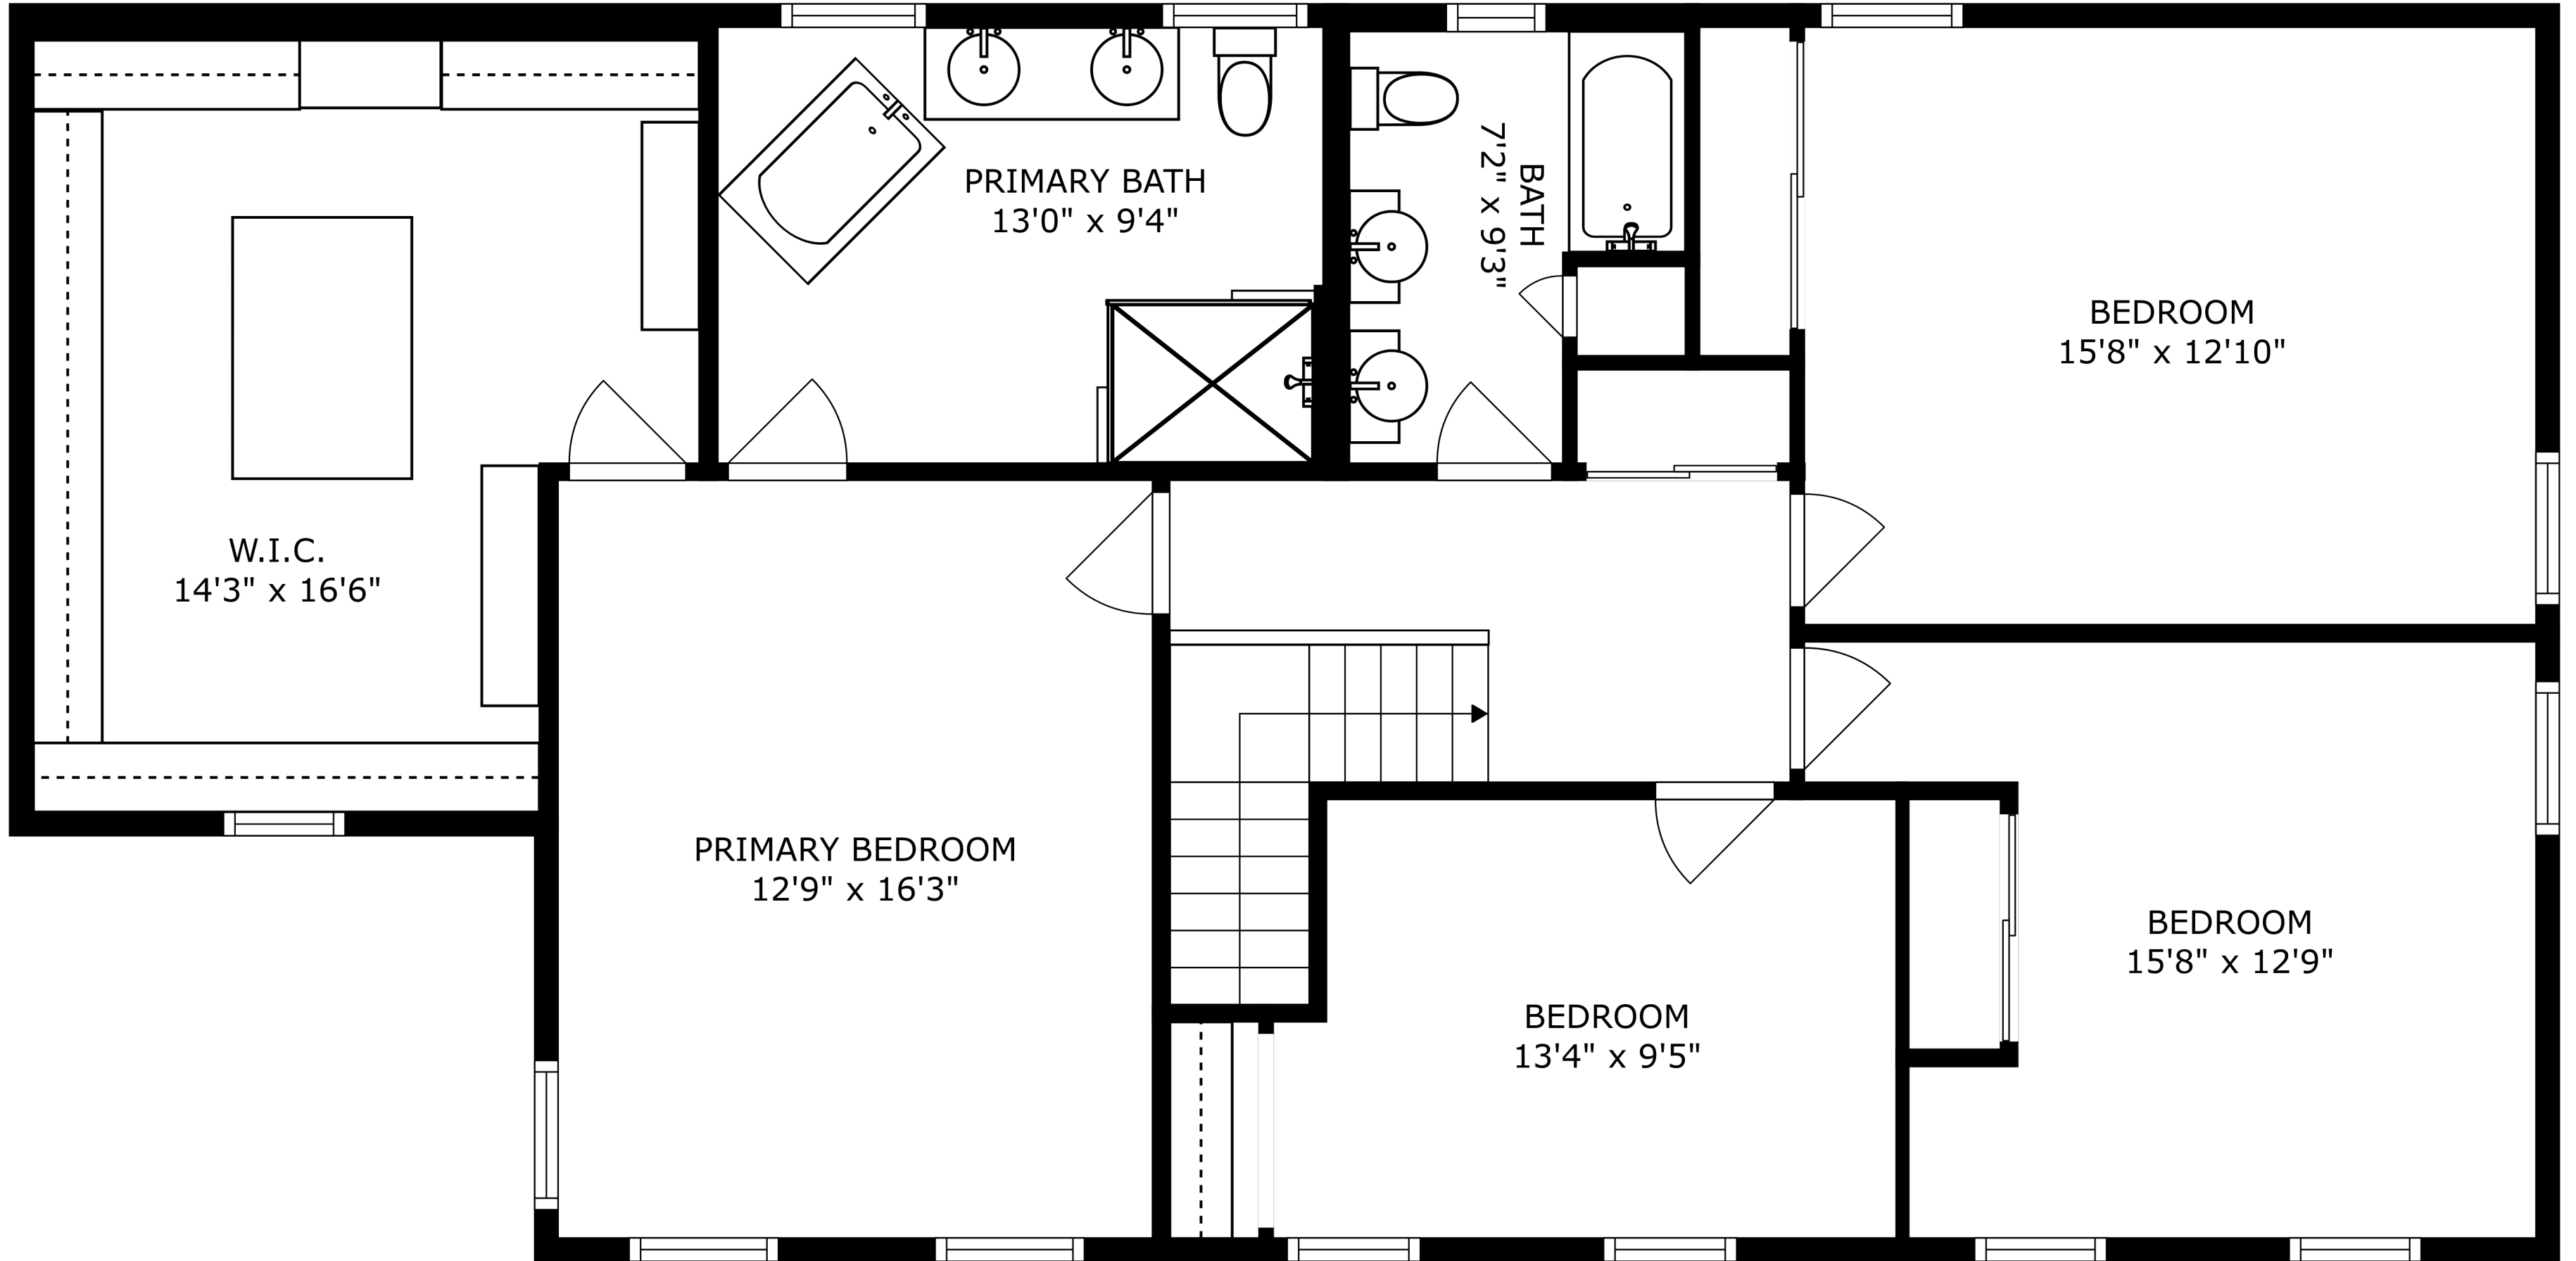 PRIMARY BATH
13'0" x 9'4"
BATH
7'2" x 9'3"
BEDROOM
15'8" x 12'10"
W.I.C.
14'3" x 16'6"
PRIMARY BEDROOM
12'9" x 16'3"
BEDROOM
15'8" x 12'9"
BEDROOM
13'4" x 9'5"